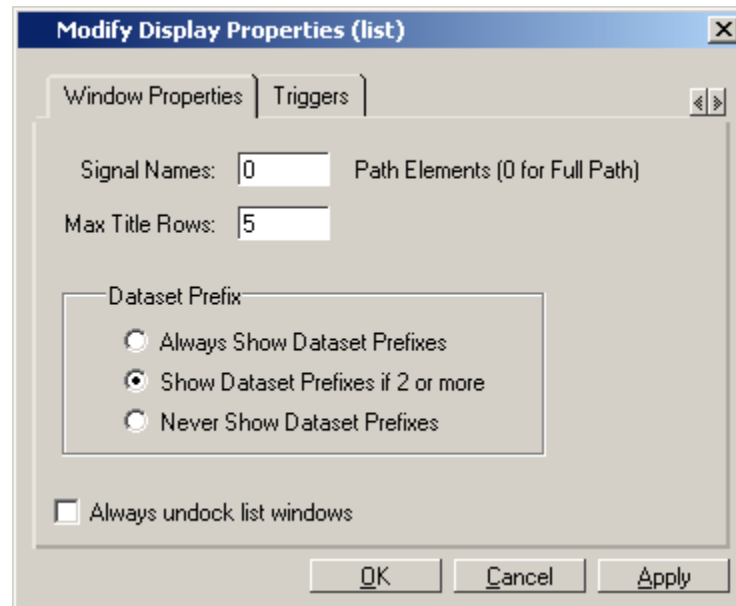 Modify Display Properties (list)
Window Properties Triggers
Signal Names: 0 Path Elements (0 for Full Path)
Max Title Rows: 5
Dataset Prefix
Always Show Dataset Prefixes
Show Dataset Prefixes if 2 or more
Never Show Dataset Prefixes
Always undock list windows
OK Cancel Apply